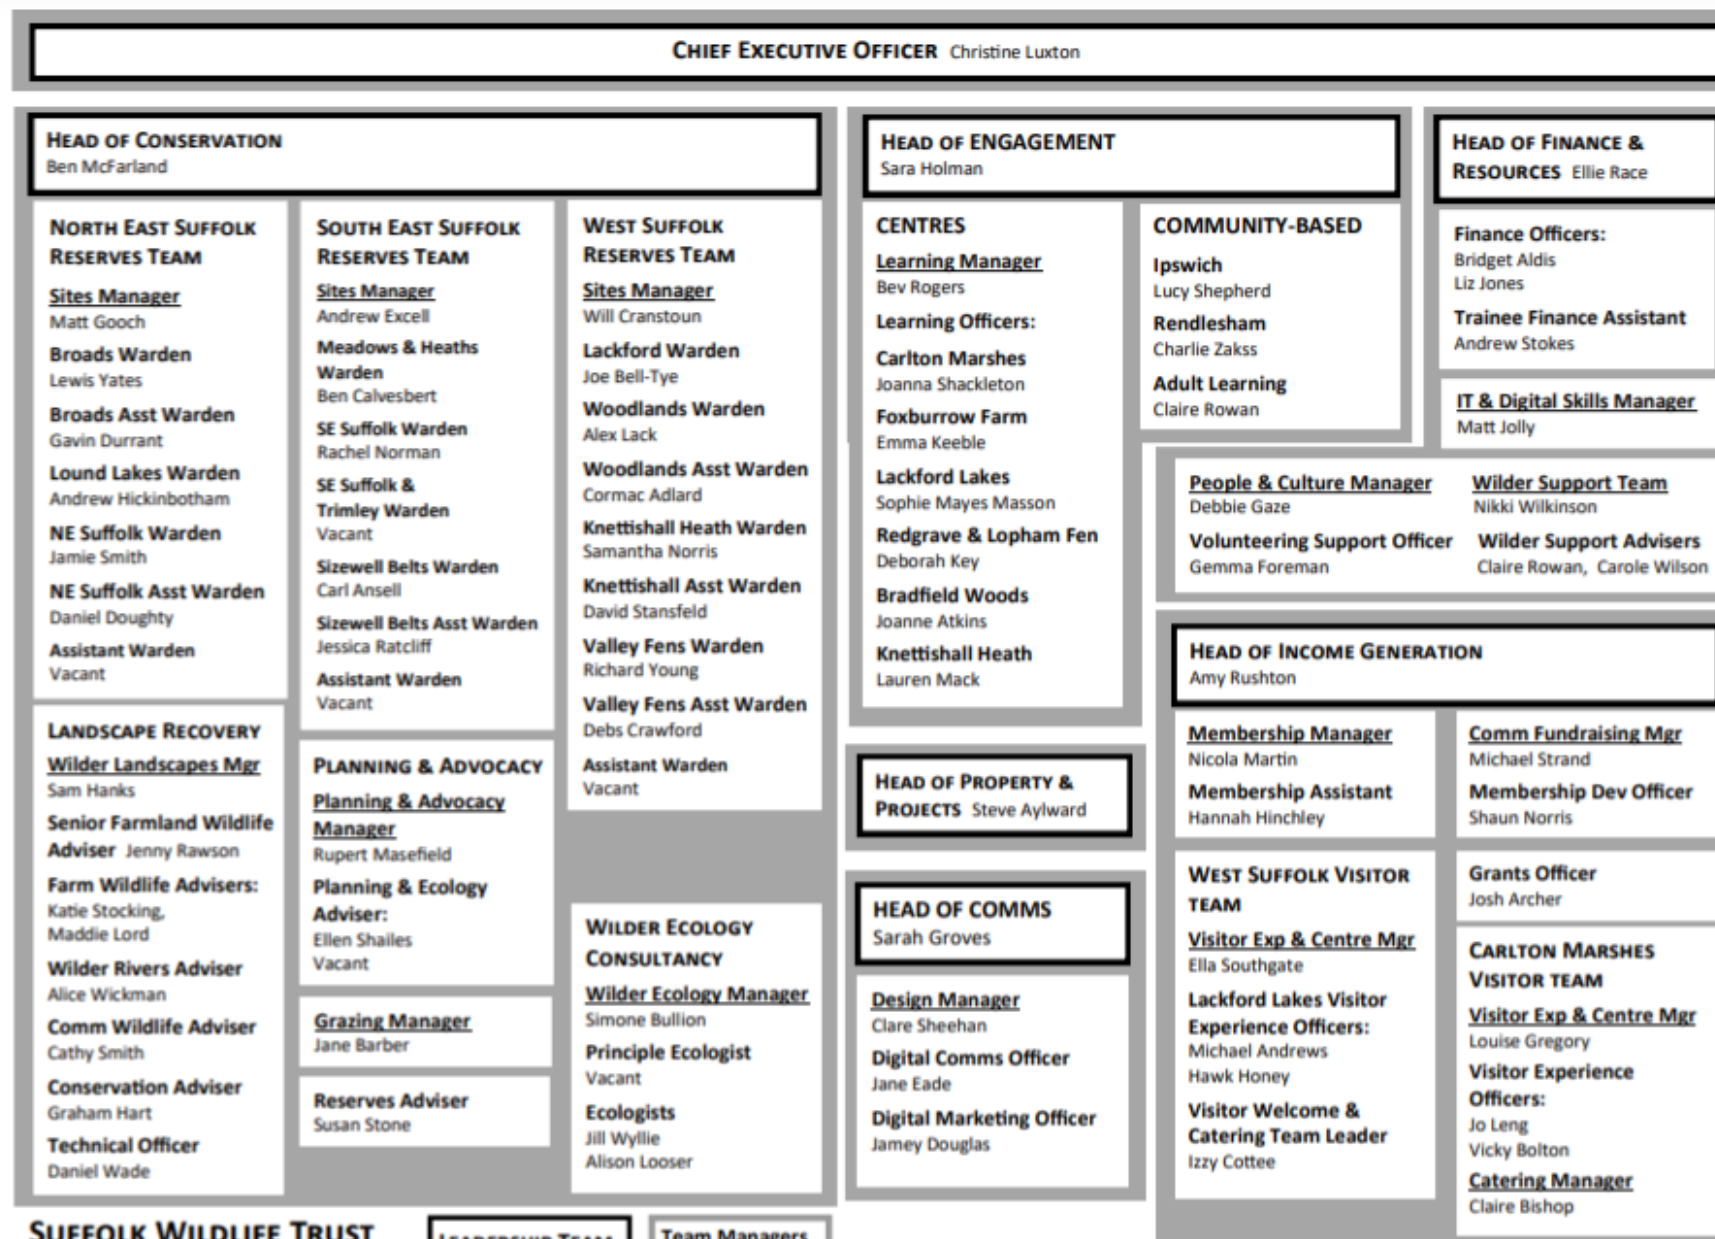 CHIEF EXECUTIVE OFFICER Christine Luxton
HEAD OF CONSERVATION
Ben McFarland
NORTH EAST SUFFOLK
RESERVES TEAM
Sites Manager
Matt Gooch
Broads Warden
Lewis Yates
Broads Asst Warden
Gavin Durrant
Lound Lakes Warden
Andrew Hickinbotham
NE Suffolk Warden
Jamie Smith
NE Suffolk Asst Warden
Daniel Doughty
Assistant Warden
Vacant
LANDSCAPE RECOVERY
Wilder Landscapes Mgr
Sam Hanks
Senior Farmland Wildlife
Adviser Jenny Rawson
Farm Wildlife Advisers:
Katie Stocking,
Maddie Lord
Wilder Rivers Adviser
Alice Wickman
Comm Wildlife Adviser
Cathy Smith
Conservation Adviser
Graham Hart
Technical Officer
Daniel Wade
SOUTH EAST SUFFOLK
RESERVES TEAM
Sites Manager
Andrew Excell
Meadows & Heaths
Warden
Ben Calvesbert
SE Suffolk Warden
Rachel Norman
SE Suffolk &
Trimley Warden
Vacant
Sizewell Belts Warden
Carl Ansell
Sizewell Belts Asst Warden
Jessica Ratcliff
Assistant Warden
Vacant
PLANNING & ADVOCACY
Planning & Advocacy
Manager
Rupert Masefield
Planning & Ecology
Adviser:
Ellen Shailes
Vacant
Grazing Manager
Jane Barber
Reserves Adviser
Susan Stone
WEST SUFFOLK
RESERVES TEAM
Sites Manager
Will Cranstoun
Lackford Warden
Joe Bell-Tye
Woodlands Warden
Alex Lack
Woodlands Asst Warden
Cormac Adlard
Knettishall Heath Warden
Samantha Norris
Knettishall Asst Warden
David Stansfeld
Valley Fens Warden
Richard Young
Valley Fens Asst Warden
Debs Crawford
Assistant Warden
Vacant
WILDER ECOLOGY
CONSULTANCY
Wilder Ecology Manager
Simone Bullion
Principle Ecologist
Vacant
Ecologists
Jill Wyllie
Alison Looser
HEAD OF ENGAGEMENT
Sara Holman
CENTRES
Learning Manager
Bev Rogers
Learning Officers:
Carlton Marshes
Joanna Shackleton
Foxburrow Farm
Emma Keeble
Lackford Lakes
Sophie Mayes Masson
Redgrave & Lopham Fen
Deborah Key
Bradfield Woods
Joanne Atkins
Knettishall Heath
Lauren Mack
COMMUNITY-BASED
Ipswich
Lucy Shepherd
Rendlesham
Charlie Zakss
Adult Learning
Claire Rowan
HEAD OF PROPERTY &
PROJECTS Steve Aylward
HEAD OF COMMS
Sarah Groves
Design Manager
Clare Sheehan
Digital Comms Officer
Jane Eade
Digital Marketing Officer
Jamey Douglas
HEAD OF FINANCE &
RESOURCES Ellie Race
Finance Officers:
Bridget Aldis
Liz Jones
Trainee Finance Assistant
Andrew Stokes
IT & Digital Skills Manager
Matt Jolly
People & Culture Manager
Debbie Gaze
Volunteering Support Officer
Gemma Foreman
Wilder Support Team
Nikki Wilkinson
Wilder Support Advisers
Claire Rowan, Carole Wilson
HEAD OF INCOME GENERATION
Amy Rushton
Membership Manager
Nicola Martin
Membership Assistant
Hannah Hinchley
WEST SUFFOLK VISITOR
TEAM
Visitor Exp & Centre Mgr
Ella Southgate
Lackford Lakes Visitor
Experience Officers:
Michael Andrews
Hawk Honey
Visitor Welcome &
Catering Team Leader
Izzy Cottee
Comm Fundraising Mgr
Michael Strand
Membership Dev Officer
Shaun Norris
Grants Officer
Josh Archer
CARLTON MARSHES
VISITOR TEAM
Visitor Exp & Centre Mgr
Louise Gregory
Visitor Experience
Officers:
Jo Leng
Vicky Bolton
Catering Manager
Claire Bishop
SUFFOLK WILDLIFE TRUST
LEADERSHIP TEAM
Team Managers